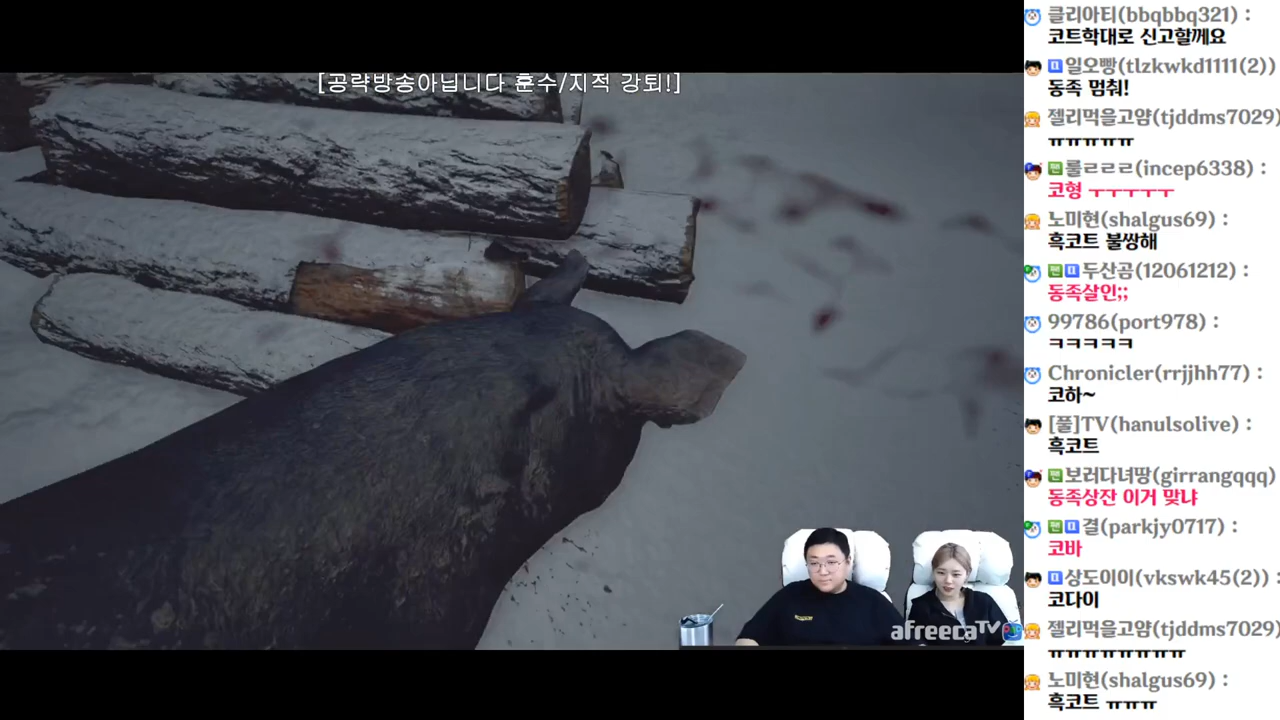 [공략방송아닙니다 훈수/지적 강퇴!]
클리아티(bbqbbq321) :
코트학대로 신고할께요
일오빵(tlzkwkd1111(2))
동족 멈춰!
젤리먹을고얌(tjddms7029)
ㅠㅠㅠㅠㅠ
팬 룰ㄹㄹㄹ(incep6338) :
코형 ㅜㅜㅜㅜㅜ
노미현(shalgus69) :
흑코트 불쌍해
팬 두산곰(12061212) :
동족살인;;
99786(port978) :
ㅋㅋㅋㅋㅋ
Chronicler(rrjjhh77) :
코하~
[풀]TV(hanulsolive) :
흑코트
팬 보러다녀땅(girrangqqq)
동족상잔 이거 맞냐
팬 결(parkjy0717) :
코바
상도이이(vkswk45(2)) :
코다이
젤리먹을고얌(tjddms7029)
ㅠㅠㅠㅠㅠㅠㅠㅠ
노미현(shalgus69) :
흑코트 ㅠㅠㅠ
afreecaTV